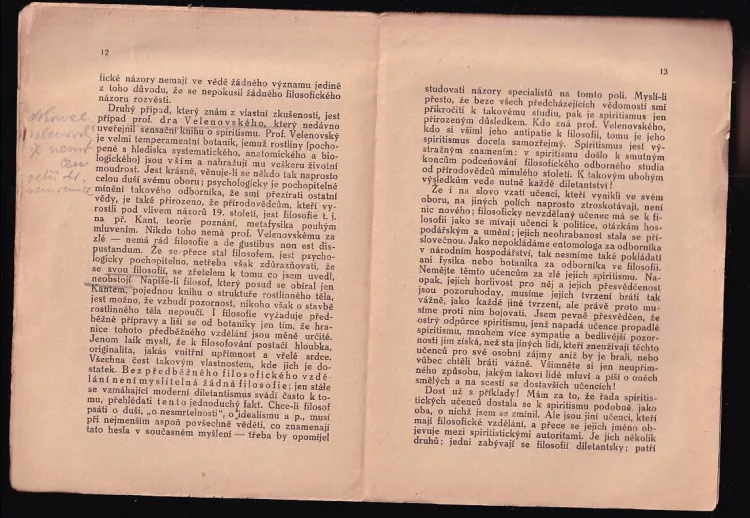 12
fické názory nemají ve vědě žádného významu jedině
z toho důvodu, že se nepokusil žádného filosofického
názoru rozvésti.
Druhý případ, který znám z vlastní zkušenosti, jest
případ prof. dra Velenovského, který nedávno
uveřejnil sensační knihu o spiritismu. Prof. Velenovský
je velmi temperamentní botanik, jemuž rostliny (pocho-
pené s hlediska systematického, anatomického a bio-
logického) jsou vším a nahražují mu veškeru životní
moudrost. Jest krásné, věnuje-li se někdo tak naprosto
celou duší svému oboru; psychologicky je pochopitelné
mínění takového odborníka, že smí přezírati ostatní
vědy, je také přirozeno, že přírodovědcům, kteří vy-
rostli pod vlivem názorů 19. století, jest filosofie t. j.
na př. Kant, teorie poznání, metafysika pouhým
mluvením. Nikdo toho nemá prof. Velenovskému za
zlé — nemá rád filosofie a de gustibus non est dis-
putandum. Že se přece stal filosofem, jest psycho-
logicky pochopitelno, netřeba však zdůrazňovati, že
se svou filosofií, se zřetelem k tomu co jsem uvedl,
neobstojí. Napíše-li filosof, který posud se obíral jen
Kantem, pojednou knihu o struktuře rostlinného těla,
jest možno, že vzbudí pozornost, nikoho však o stavbě
rostlinného těla nepoučí. I filosofie vyžaduje před-
běžné přípravy a liší se od botaniky jen tím, že hra-
nice tohoto předběžného vzdělání jsou méně určité.
Jenom laik myslí, že k filosofování postačí hloubka,
originalita, jakás vnitřní upřímnost a vřelé srdce.
Všechna čest takovým vlastnostem, kde jich je do-
statek. Bez předběžného filosofického vzdě-
lání není myslitelná žádná filosofie; jen stále
se vzmáhající moderní diletantismus svádí často k to-
mu, přehlédati tento jednoduchý fakt. Chce-li filosof
psáti o duši, „o nesmrtelnosti“, o idealismu a p., musí
při nejmenším aspoň povšechně věděti, co znamenají
tato hesla v současném myšlení — třeba by opomíjel
13
studovati názory specialistů na tomto poli. Myslí-li
přesto, že beze všech předcházejících vědomostí smí
přikročiti k takovému studiu, pak je spiritismus jen
přirozeným důsledkem. Kdo zná prof. Velenovského,
kdo si všiml jeho antipatie k filosofii, tomu je jeho
spiritismus docela samozřejmý. Spiritismus jest vý-
stražným znamením: v spiritismu došlo k smutným
koncům podceňování filosofického odborného studia
od přírodovědců minulého století. K takovým ubohým
výsledkům vede nutně každé diletantství!
Že i na slovo vzatí učenci, kteří vynikli ve svém
oboru, na jiných polích naprosto ztroskotávají, není
nic nového; filosoficky nevzdělaný učenec má se k fi-
losofii jako se mívají učenci k politice, otázkám hos-
podářským a umění; jejich neohrabanost stala se pří-
slovečnou. Jako nepokládáme entomologa za odborníka
v národním hospodářství, tak nesmíme také pokládati
ani fysika nebo botanika za odborníka ve filosofii.
Nemějte těmto učencům za zlé jejich spiritismu. Na-
opak, jejich horlivost pro něj a jejich přesvědčenost
jsou pozoruhodny, musíme jejich tvrzení bráti tak
vážně, jako každé jiné tvrzení, ale právě proto mu-
síme proti nim bojovati. Jsem pevně přesvědčen, že
ostrý odpůrce spiritismu, jenž napadá učence propadlé
spiritismu, mnohem více sympatie a bedlivější pozor-
nosti jim získá, než sta jiných lidí, kteří zneužívají těchto
učenců pro své osobní zájmy aniž by je brali, nebo
vůbec chtěli bráti vážně. Všimněte si jen neupřím-
ného způsobu, jakým takoví lidé mluví a píší o oněch
smělých a na scestí se dostavších učencích!
Dost už s příklady! Mám za to, že řada spiritis-
tických učenců dostala se k spiritismu podobně, jako
oba, o nichž jsem se zmínil. Ale jsou jiní učenci, kteří
mají filosofické vzdělání, a přece se jejich jméno ob-
jevuje mezi spiritistickými autoritami. Je jich několik
druhů; jedni zabývají se filosofií diletantsky; patří